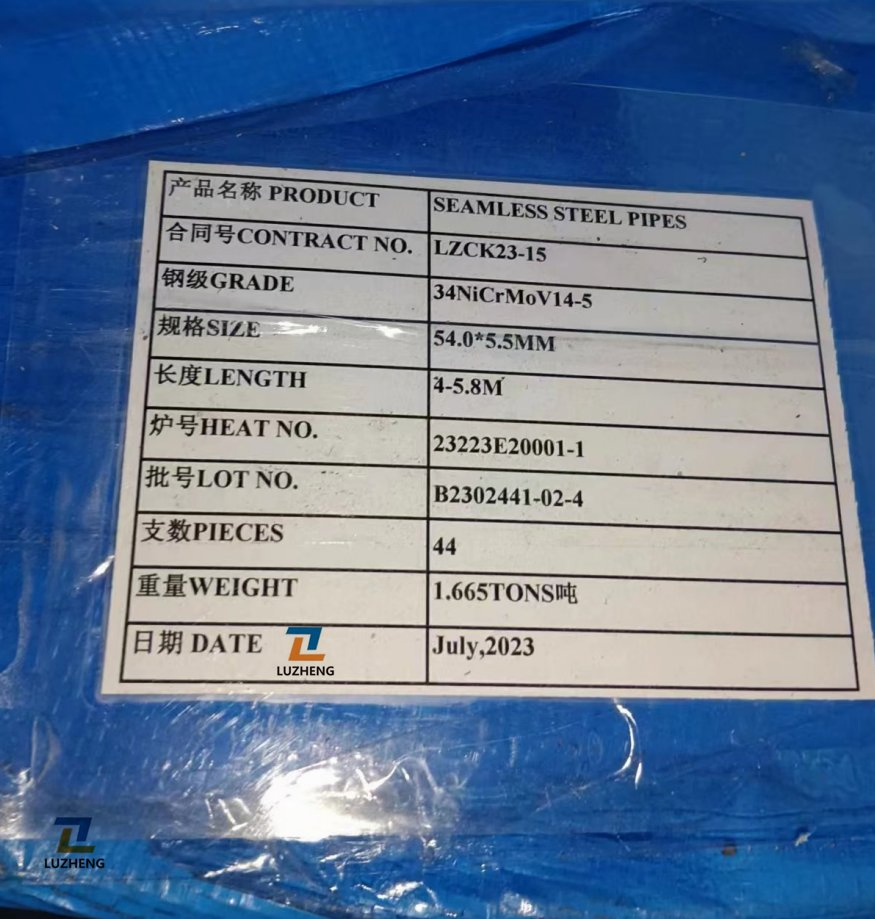 产品名称 PRODUCT SEAMLESS STEEL PIPES
合同号CONTRACT NO. LZCK23-15
钢级GRADE 34NiCrMoV14-5
规格SIZE 54.0*5.5MM
长度LENGTH 4-5.8M
炉号HEAT NO. 23223E20001-1
批号LOT NO. B2302441-02-4
支数PIECES 44
重量WEIGHT 1.665TONS吨
日期 DATE July,2023
LUZHENG
LUZHENG